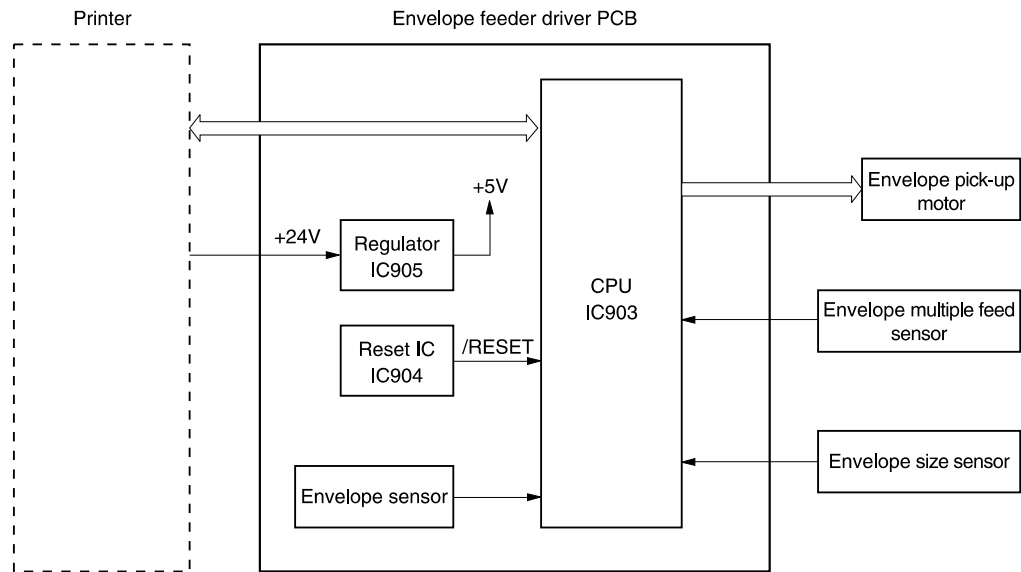 Printer
Envelope feeder driver PCB
+5V
+24V
Regulator
IC905
CPU
IC903
Reset IC
IC904
/RESET
Envelope sensor
Envelope pick-up
motor
Envelope multiple feed
sensor
Envelope size sensor